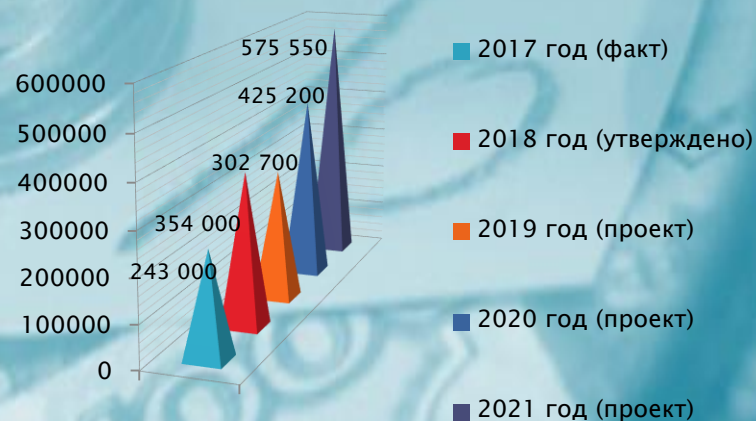 600000
500000
400000
300000
200000
100000
0
575 550
425 200
302 700
354 000
243 000
2017 год (факт)
2018 год (утверждено)
2019 год (проект)
2020 год (проект)
2021 год (проект)